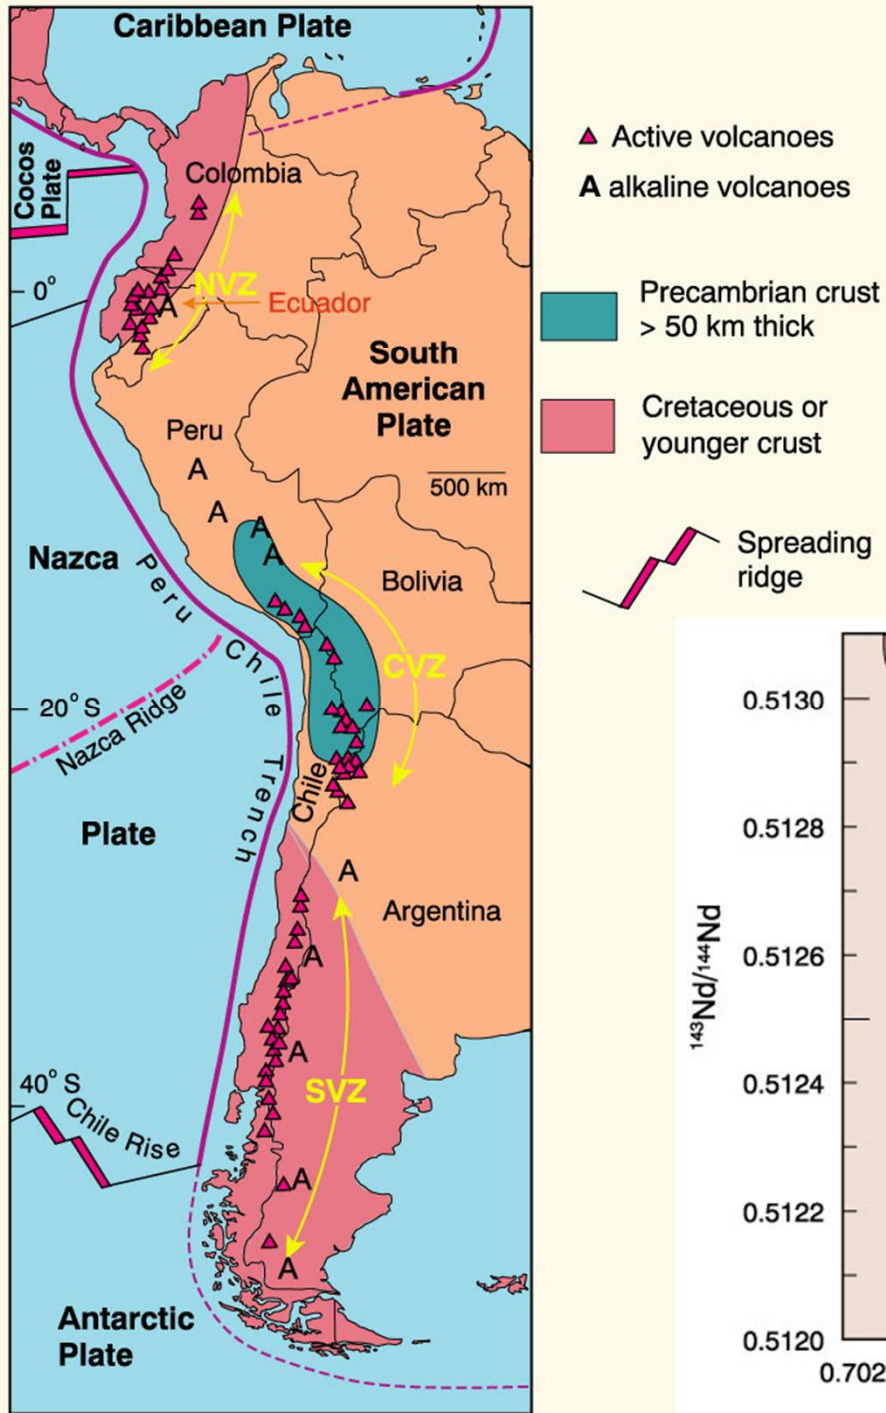 Caribbean Plate
Cocos
Plate
Colombia
NVZ
0°
A
Ecuador
South
American
Plate
Peru
A
500 km
A
A
A
Nazca
Peru
Bolivia
Chile
CVZ
20° S
Nazca Ridge
Trench
Chile
Plate
A
Argentina
A
A
40° S
Chile Rise
SVZ
A
A
Antarctic
Plate
Active volcanoes
A alkaline volcanoes
Precambrian crust
> 50 km thick
Cretaceous or
younger crust
Spreading
ridge
143Nd/144Nd
0.5130
0.5128
0.5126
0.5124
0.5122
0.5120
0.702